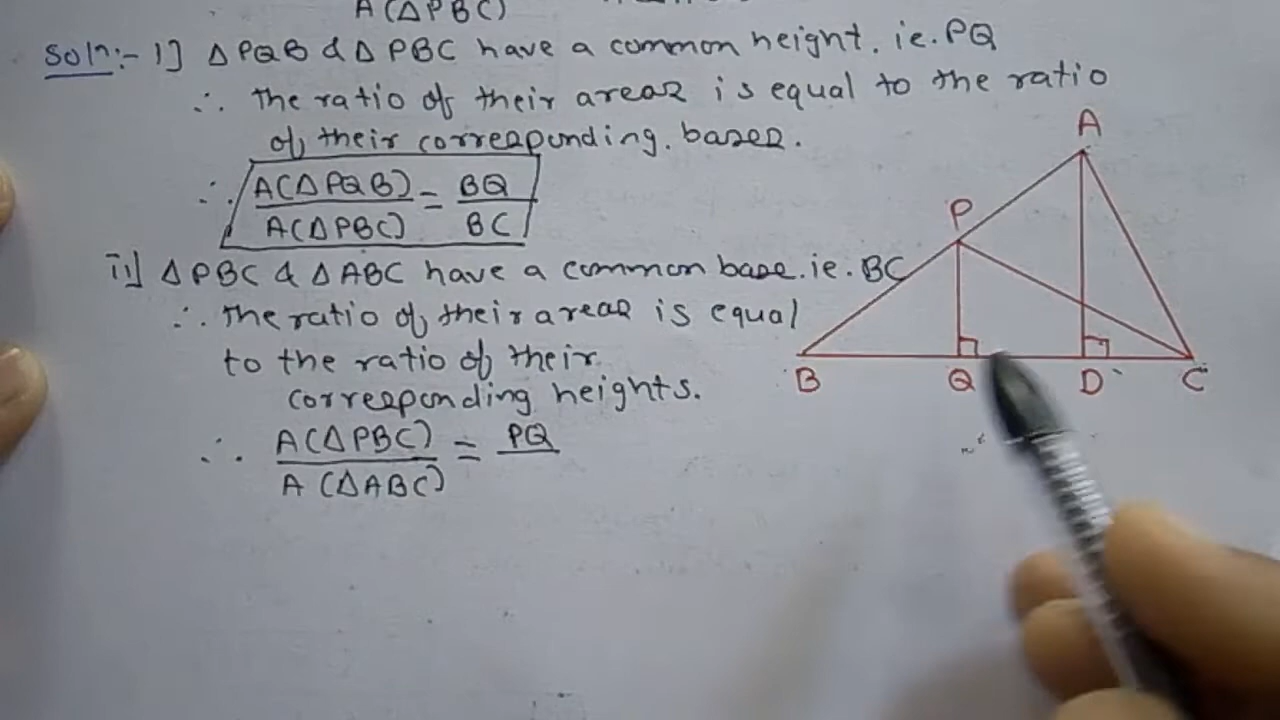 A(ΔPBC)
Solⁿ:- i] ΔPQB & ΔPBC have a common height. ie. PQ
∴ The ratio of their areas is equal to the ratio
of their corresponding. bases.
∴ A(ΔPQB) / A(ΔPBC) = BQ / BC
ii] ΔPBC & ΔABC have a common base. ie. BC
∴ The ratio of their areas is equal
to the ratio of their
corresponding heights.
∴ A(ΔPBC) / A(ΔABC) = PQ /
A
P
B
Q
D
C